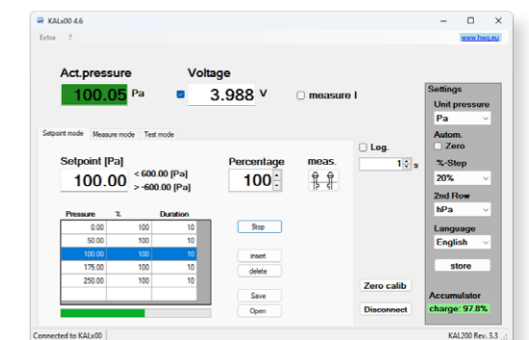 KALx00 4.6
Extra ?
www.hwg.eu
Act.pressure Voltage
100.05 Pa 3.988 V measure I
Settings
Unit pressure
Pa
Autom.
Zero
%-Step
20%
2nd Row
hPa
Language
English
store
Accumulator
charge: 97.8%
Setpoint mode Measure mode Test mode
Log.
1 s
Setpoint [Pa] Percentage meas.
100.00 < 600.00 [Pa] 100
> -600.00 [Pa]
Pressure % Duration
0.00 100 10
50.00 100 10
100.00 100 10
175.00 100 10
250.00 100 10
Stop
insert
delete
Save
Open
Zero calib
Disconnect
Connected to KALx00
KAL200 Rev. 3.3